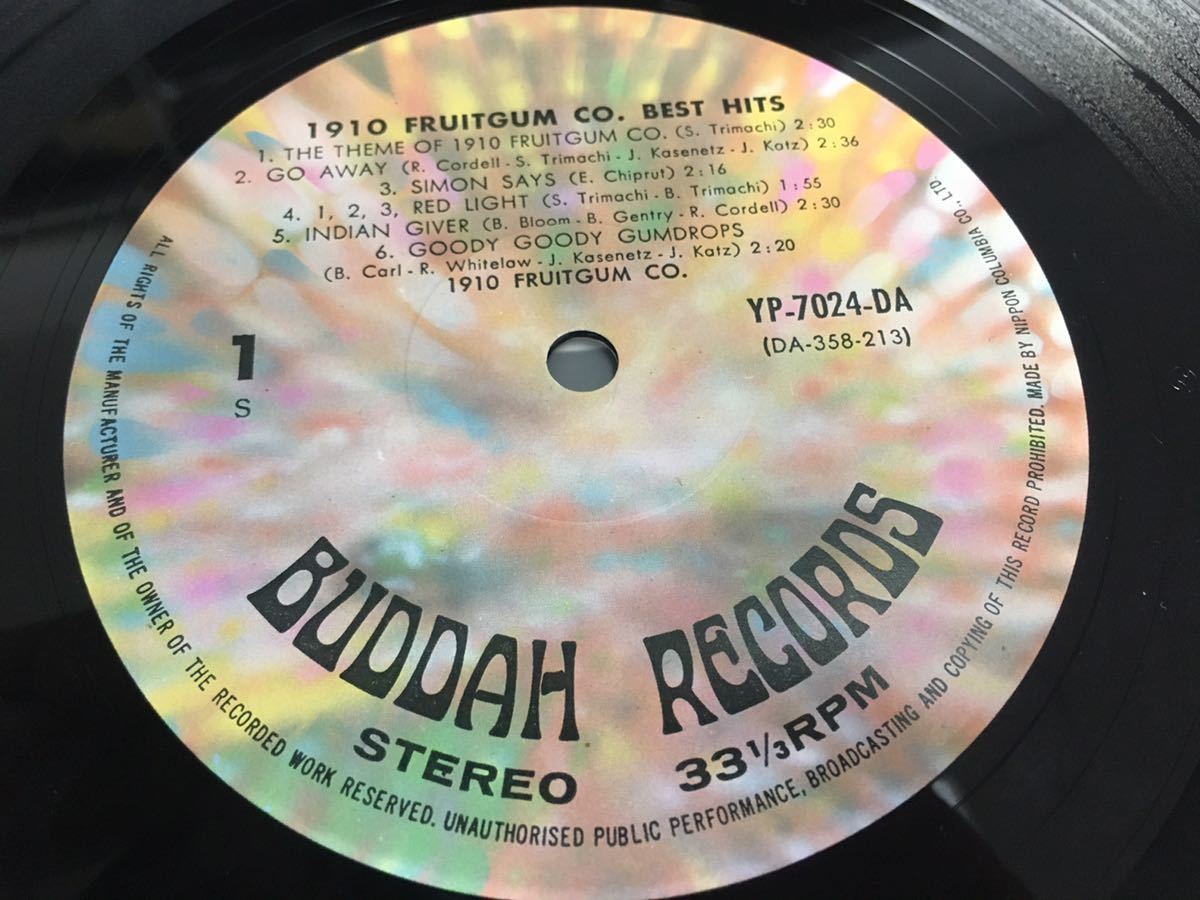 1910 FRUITGUM CO. BEST HITS
1. THE THEME OF 1910 FRUITGUM CO. (S. Trimachi) 2:30
2. GO AWAY (R. Cordell - S. Trimachi - J. Kasenetz - J. Katz) 2:36
3. SIMON SAYS (E. Chiprut) 2:16
4. 1, 2, 3, RED LIGHT (S. Trimachi - B. Trimachi) 1:55
5. INDIAN GIVER (B. Bloom - B. Gentry - R. Cordell) 2:30
6. GOODY GOODY GUMDROPS
(B. Carl - R. Whitelaw - J. Kasenetz - J. Katz) 2:20
1910 FRUITGUM CO.
YP-7024-DA
(DA-358-213)
1
S
BUDDAH RECORDS
STEREO 33 1/3 RPM
ALL RIGHTS OF THE MANUFACTURER AND OF THE OWNER OF THE RECORDED WORK RESERVED. UNAUTHORISED PUBLIC PERFORMANCE, BROADCASTING AND COPYING OF THIS RECORD PROHIBITED. MADE BY NIPPON COLUMBIA CO., LTD.